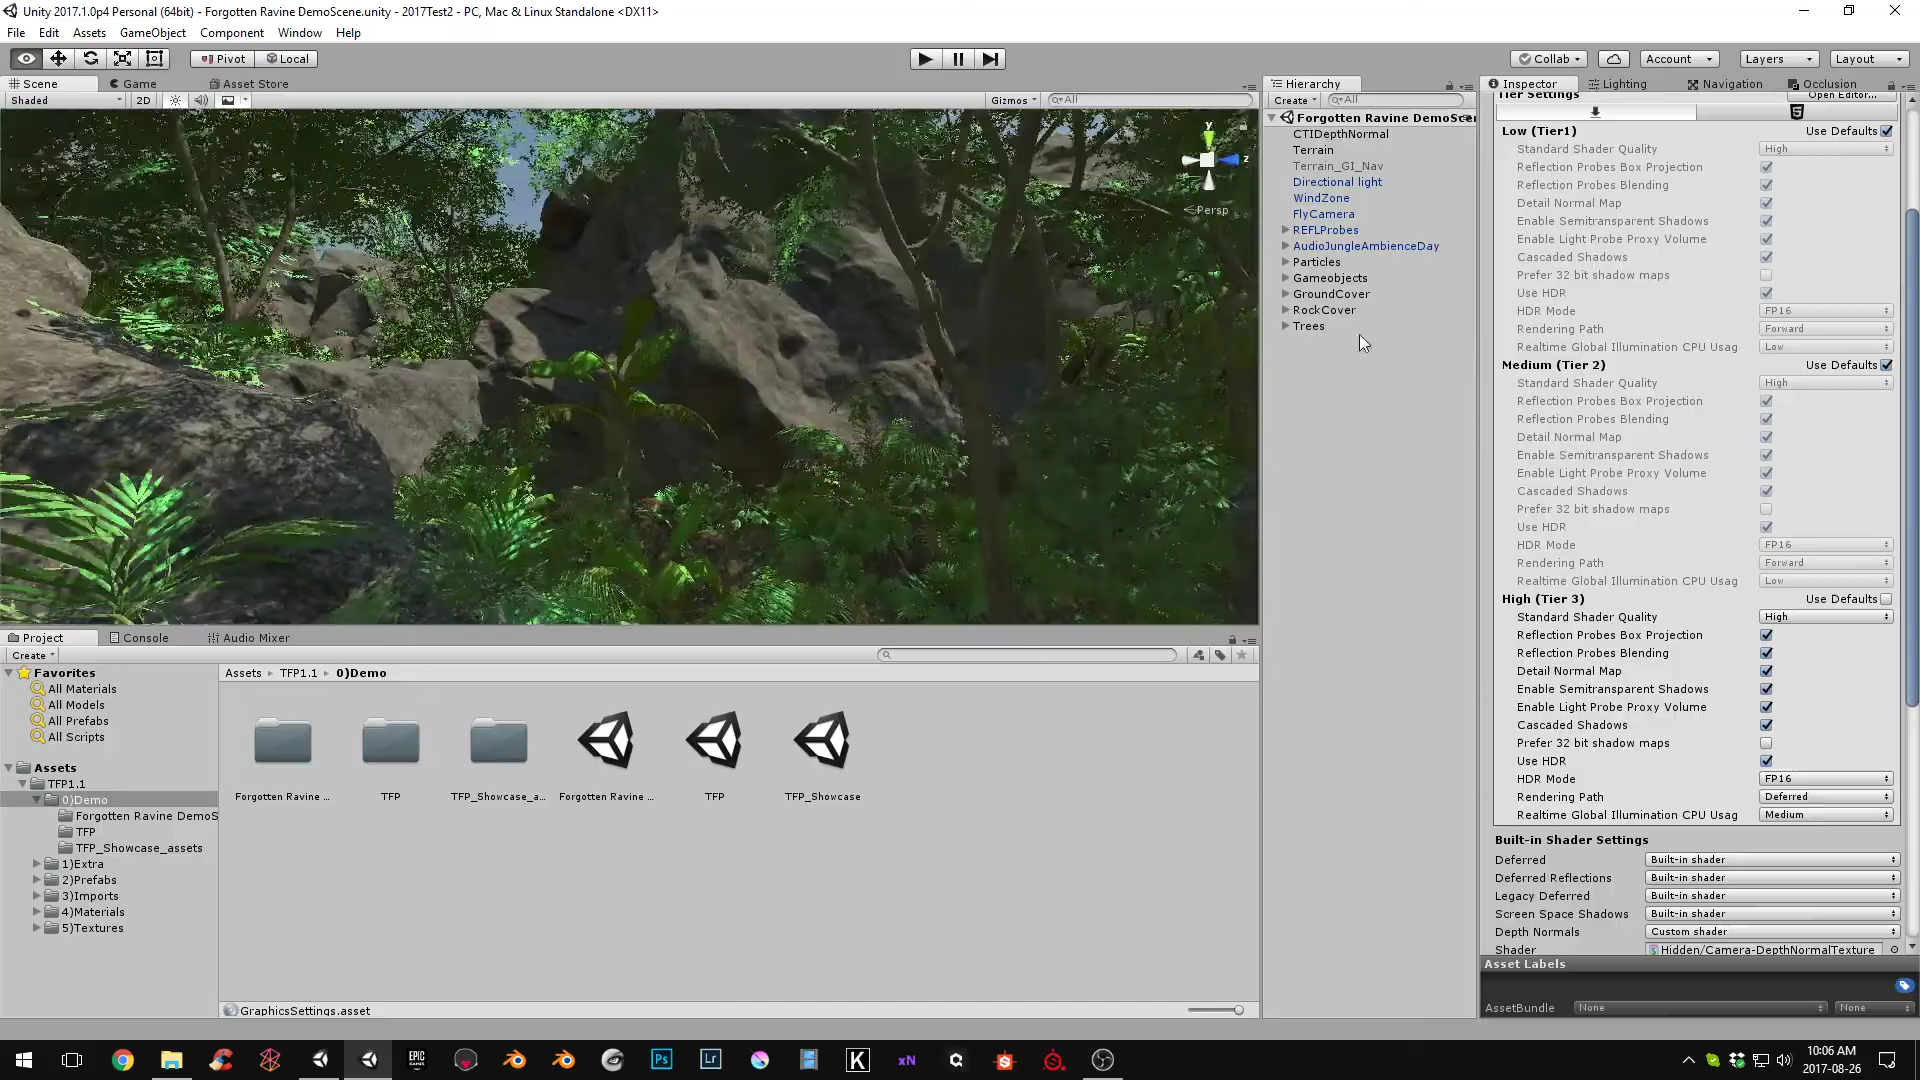 Unity 2017.1.0p4 Personal (64bit) - Forgotten Ravine DemoScene.unity - 2017Test2 - PC, Mac & Linux Standalone <DX11>
File Edit Assets GameObject Component Window Help
Pivot Local
Collab Account Layers Layout
Scene Game Asset Store
Shaded 2D Gizmos All
y
z
Persp
Hierarchy
Create All
Forgotten Ravine DemoScen
CTIDepthNormal
Terrain
Terrain_GI_Nav
Directional light
WindZone
FlyCamera
REFLProbes
AudioJungleAmbienceDay
Particles
Gameobjects
GroundCover
RockCover
Trees
Inspector Lighting Navigation Occlusion
Tier Settings Open Editor...
Low (Tier1) Use Defaults
Standard Shader Quality High
Reflection Probes Box Projection
Reflection Probes Blending
Detail Normal Map
Enable Semitransparent Shadows
Enable Light Probe Proxy Volume
Cascaded Shadows
Prefer 32 bit shadow maps
Use HDR
HDR Mode FP16
Rendering Path Forward
Realtime Global Illumination CPU Usag Low
Medium (Tier 2) Use Defaults
Standard Shader Quality High
Reflection Probes Box Projection
Reflection Probes Blending
Detail Normal Map
Enable Semitransparent Shadows
Enable Light Probe Proxy Volume
Cascaded Shadows
Prefer 32 bit shadow maps
Use HDR
HDR Mode FP16
Rendering Path Forward
Realtime Global Illumination CPU Usag Low
High (Tier 3) Use Defaults
Standard Shader Quality High
Reflection Probes Box Projection
Reflection Probes Blending
Detail Normal Map
Enable Semitransparent Shadows
Enable Light Probe Proxy Volume
Cascaded Shadows
Prefer 32 bit shadow maps
Use HDR
HDR Mode FP16
Rendering Path Deferred
Realtime Global Illumination CPU Usag Medium
Built-in Shader Settings
Deferred Built-in shader
Deferred Reflections Built-in shader
Legacy Deferred Built-in shader
Screen Space Shadows Built-in shader
Depth Normals Custom shader
Shader Hidden/Camera-DepthNormalTexture
Asset Labels
AssetBundle None None
Project Console Audio Mixer
Create
Favorites
All Materials
All Models
All Prefabs
All Scripts
Assets
TFP1.1
0)Demo
Forgotten Ravine DemoS
TFP
TFP_Showcase_assets
1)Extra
2)Prefabs
3)Imports
4)Materials
5)Textures
Assets TFP1.1 0)Demo
Forgotten Ravine ... TFP TFP_Showcase_a... Forgotten Ravine ... TFP TFP_Showcase
GraphicsSettings.asset
EPIC GAMES Ps Lr K xN
10:06 AM
2017-08-26